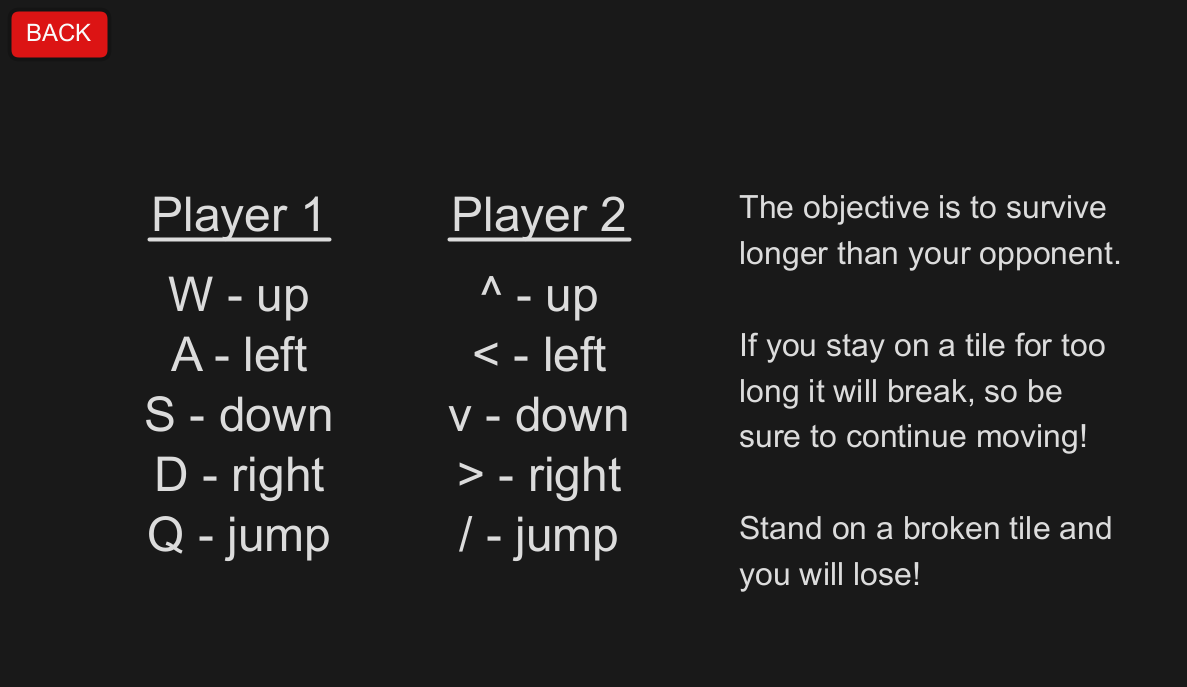 BACK
Player 1
W - up
A - left
S - down
D - right
Q - jump
Player 2
^ - up
< - left
v - down
> - right
/ - jump
The objective is to survive
longer than your opponent.
If you stay on a tile for too
long it will break, so be
sure to continue moving!
Stand on a broken tile and
you will lose!